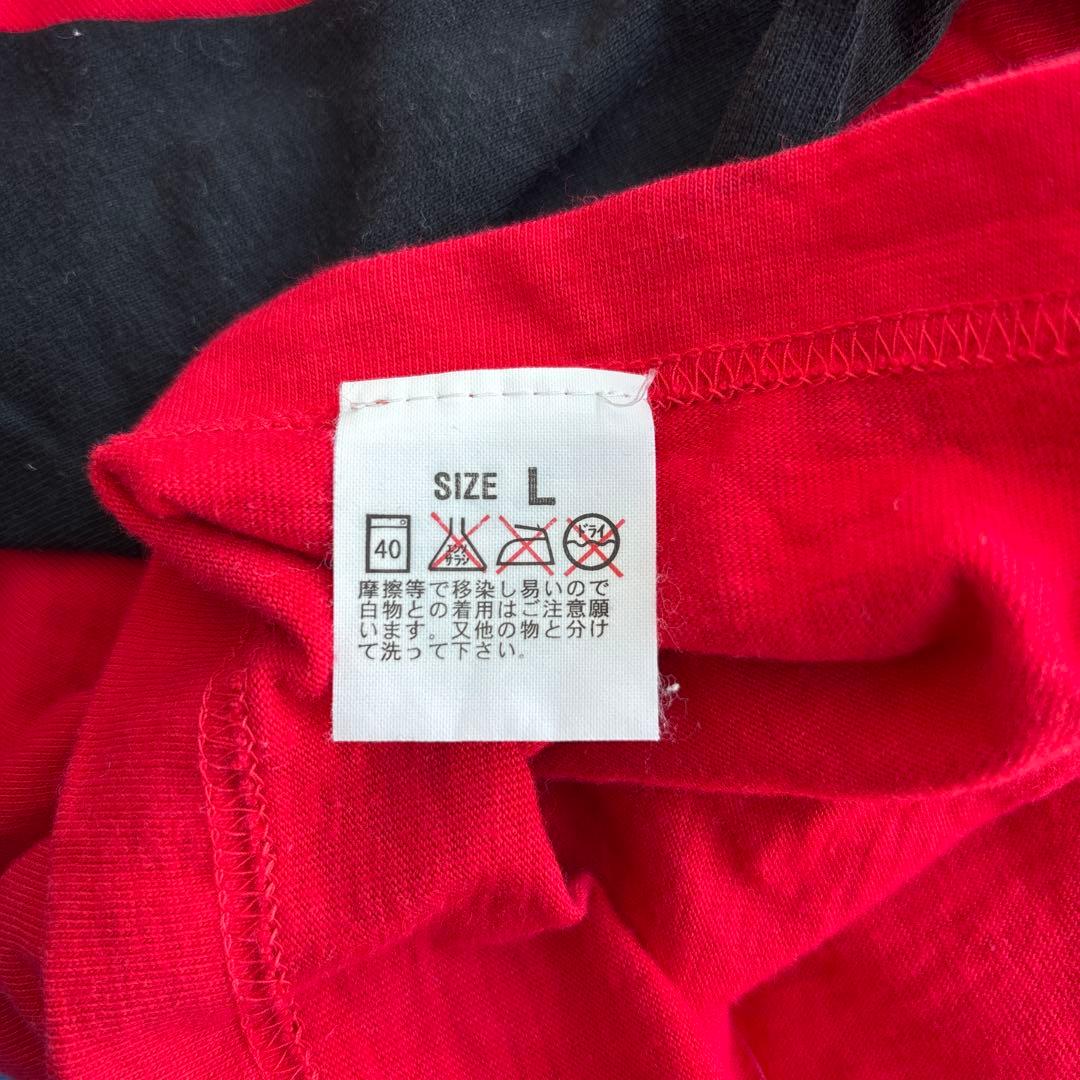 SIZE L
40 エンソ サラシ ドライ
摩擦等で移染し易いので
白物との着用はご注意願
います。又他の物と分け
て洗って下さい。